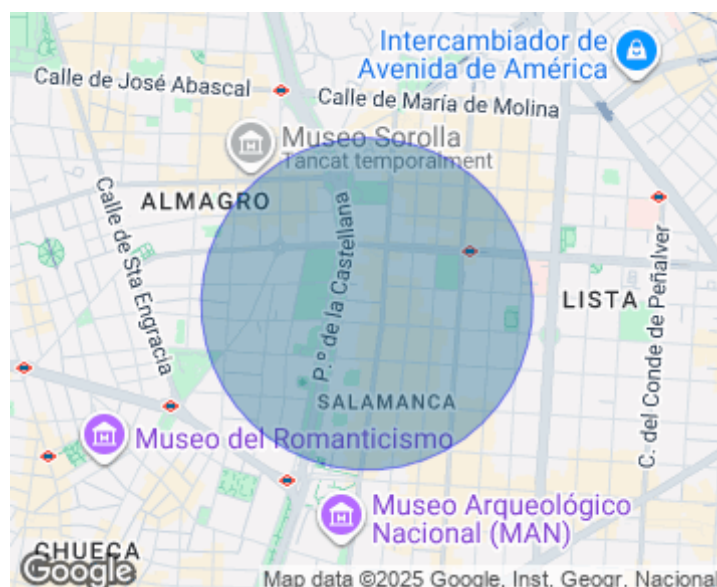 Intercambiador de
Avenida de América
Calle de José Abascal
Calle de María de Molina
Museo Sorolla
Tancat temporalment
ALMAGRO
Calle de Sta Engracia
P.º de la Castellana
LISTA
C. del Conde de Peñalver
SALAMANCA
Museo del Romanticismo
Museo Arqueológico
Nacional (MAN)
CHUECA
Google
Map data ©2025 Google, Inst. Geogr. Nacional